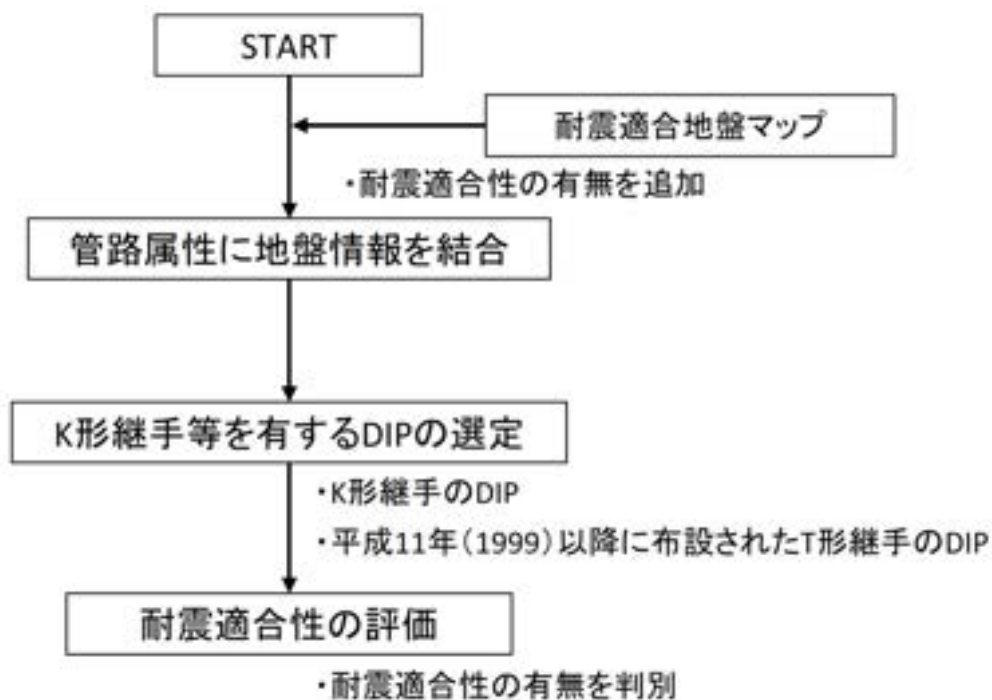 START
耐震適合地盤マップ
・耐震適合性の有無を追加
管路属性に地盤情報を結合
K形継手等を有するDIPの選定
・K形継手のDIP
・平成11年(1999)以降に布設されたT形継手のDIP
耐震適合性の評価
・耐震適合性の有無を判別